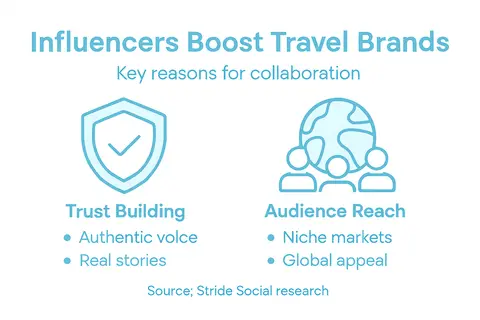 Influencers Boost Travel Brands
Key reasons for collaboration
Trust Building
• Authentic volce
• Real stories
Audience Reach
• Niche markets
• Global appeal
Source; Stride Social research